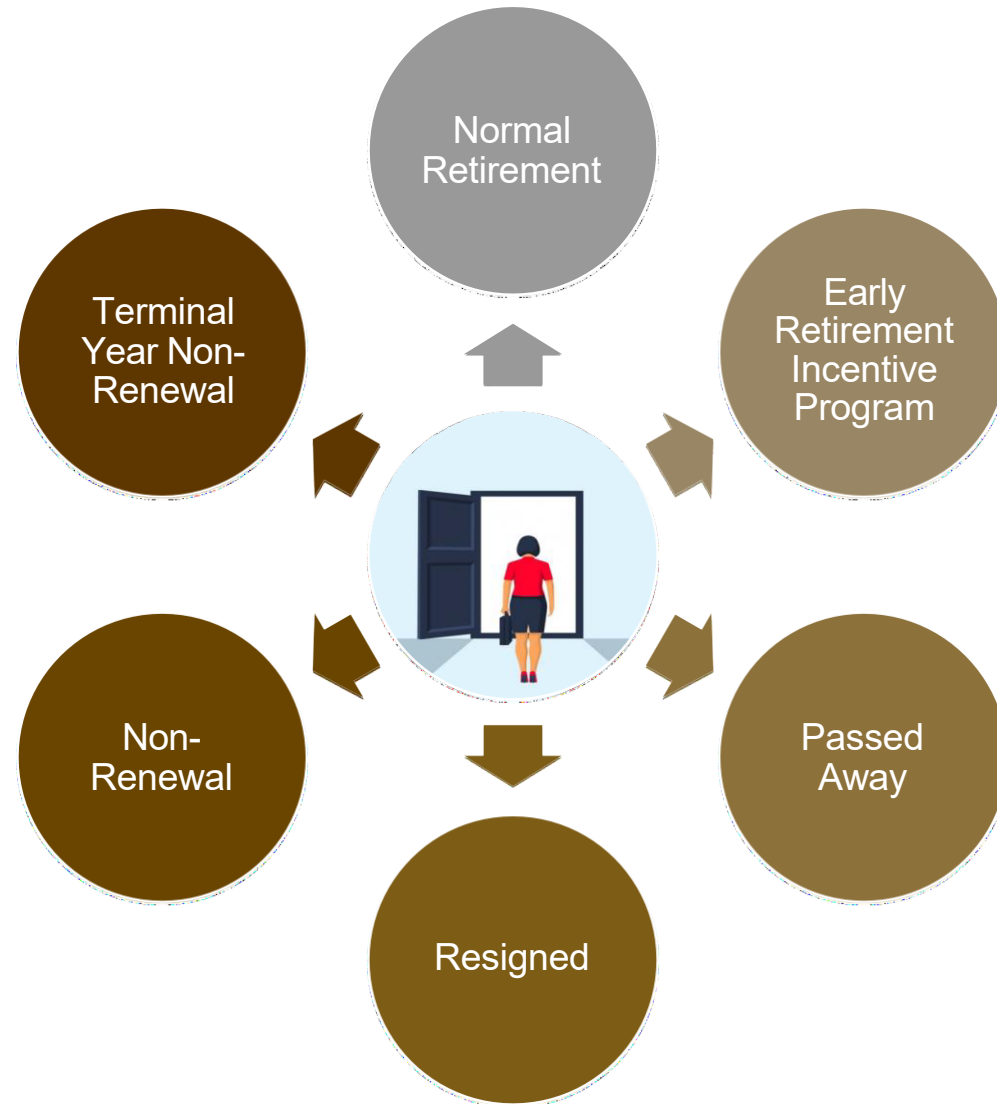 Normal
Retirement
Early
Retirement
Incentive
Program
Passed
Away
Resigned
Non-
Renewal
Terminal
Year Non-
Renewal